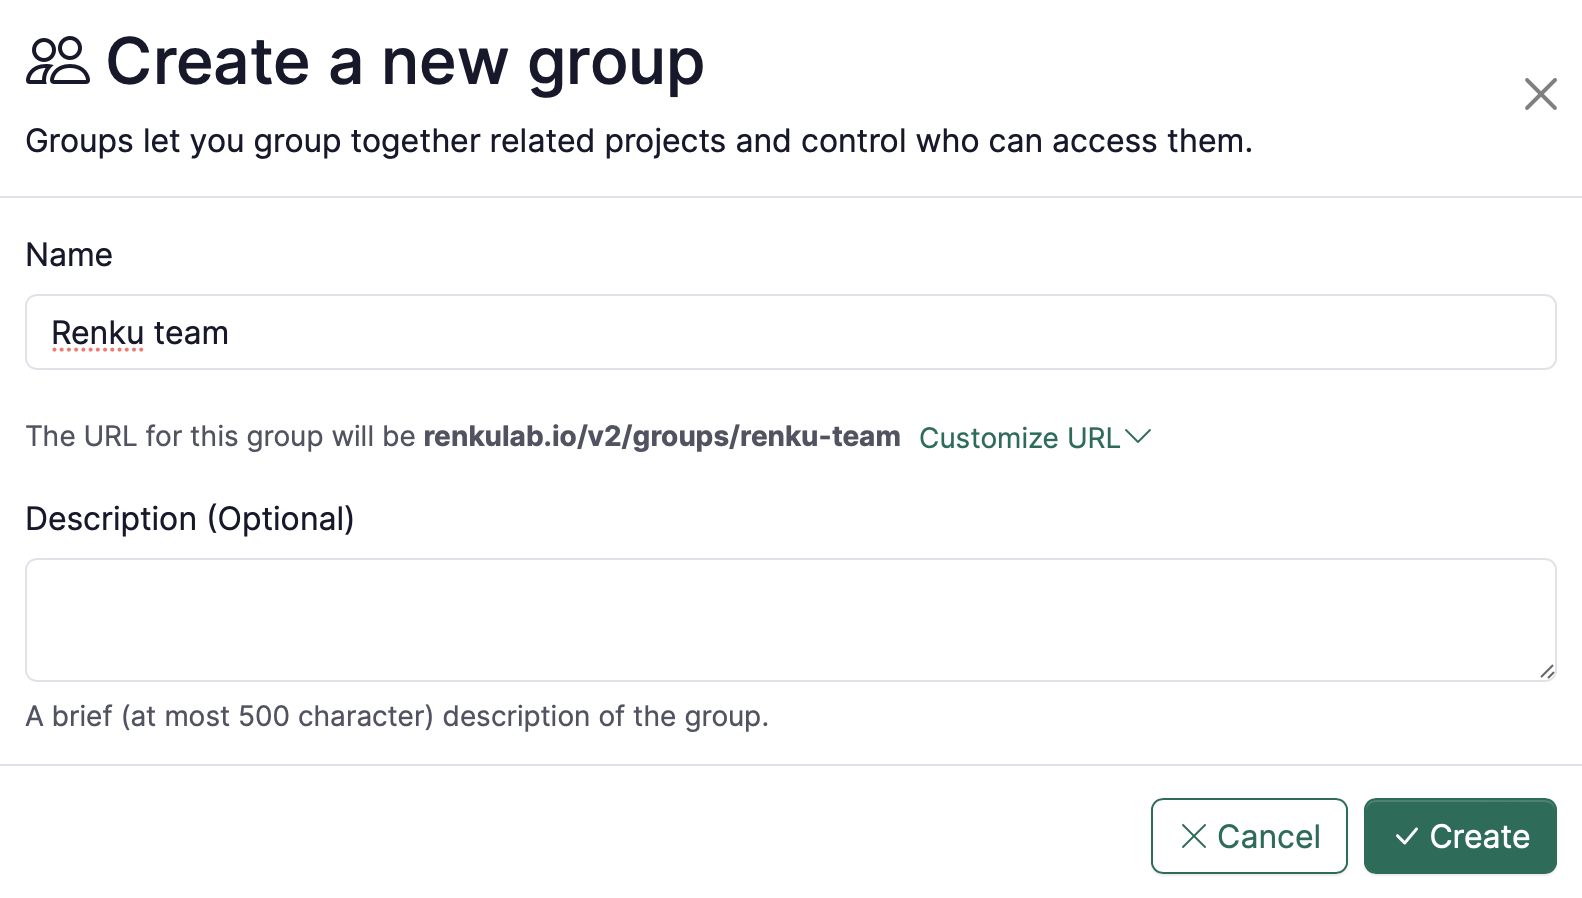 Create a new group
Groups let you group together related projects and control who can access them.
Name
Renku team
The URL for this group will be renkulab.io/v2/groups/renku-team Customize URL
Description (Optional)
A brief (at most 500 character) description of the group.
Cancel
Create